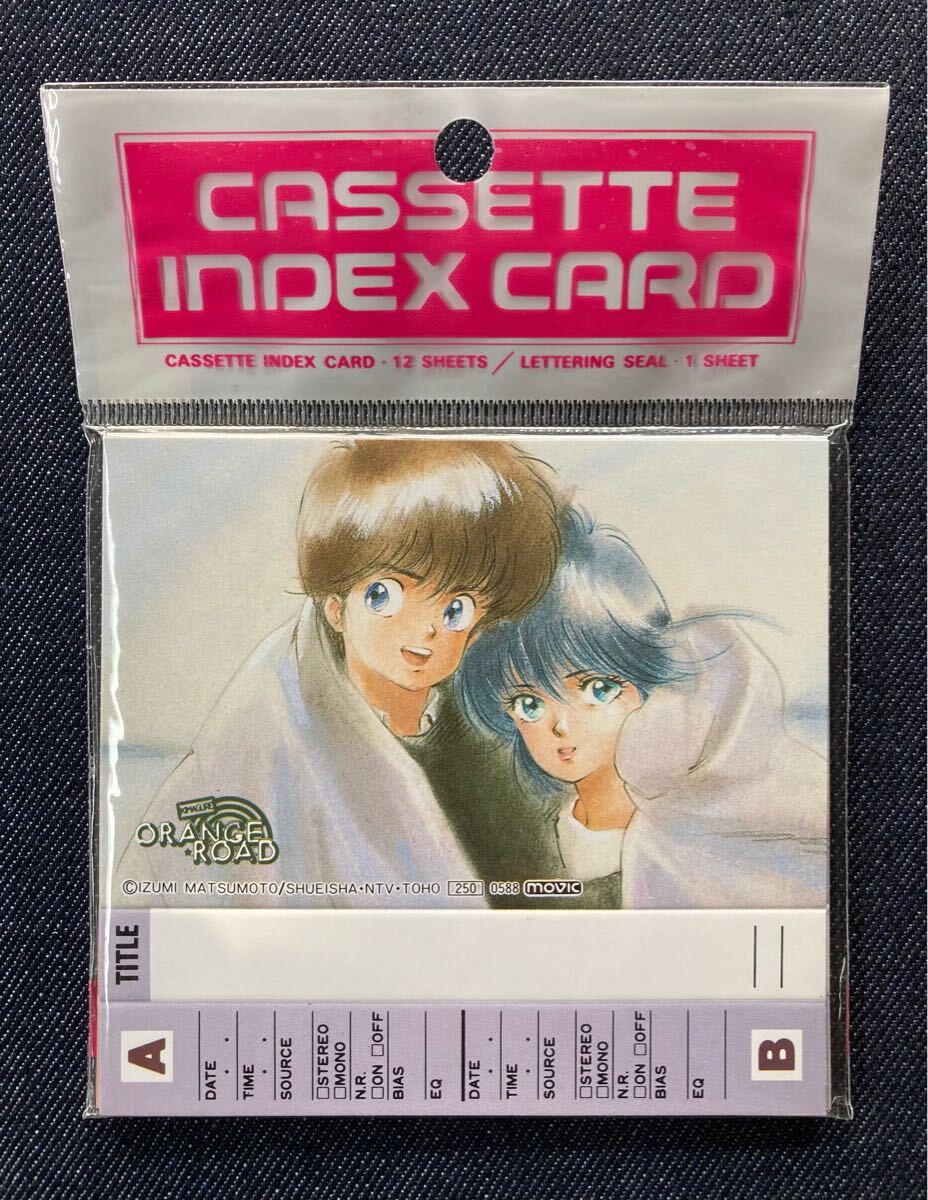 CASSETTE
INDEX CARD
CASSETTE INDEX CARD · 12 SHEETS / LETTERING SEAL · 1 SHEET
KIMAGURE
ORANGE
★ROAD
©IZUMI MATSUMOTO/SHUEISHA・NTV・TOHO 250 0588 movic
TITLE
A
DATE . .
TIME . .
SOURCE
□STEREO
□MONO
N.R.
□ON □OFF
BIAS
EQ
DATE . .
TIME . .
SOURCE
□STEREO
□MONO
N.R.
□ON □OFF
BIAS
EQ
B